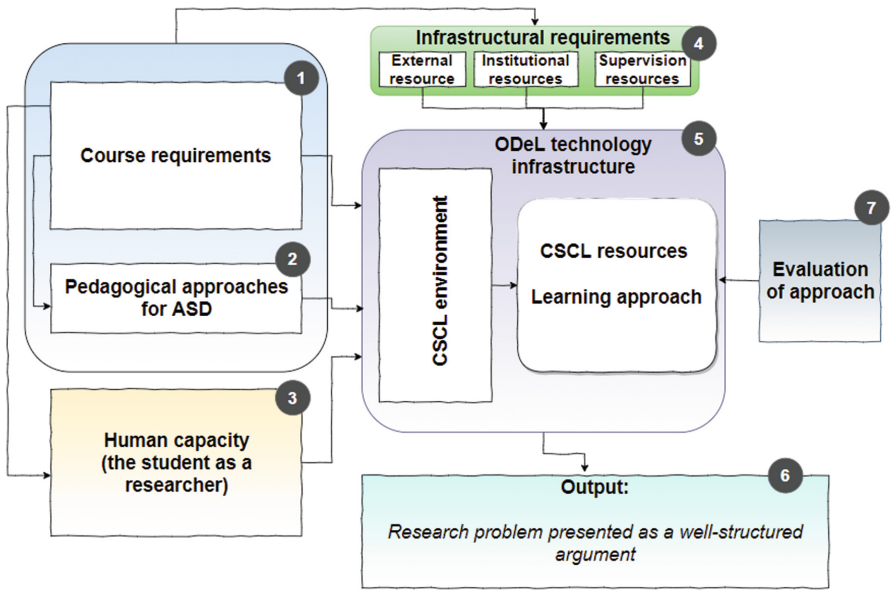 Infrastructural requirements
4
External
resource
Institutional
resources
Supervision
resources
1
Course requirements
2
Pedagogical approaches
for ASD
3
Human capacity
(the student as a
researcher)
5
ODeL technology
infrastructure
CSCL environment
CSCL resources
Learning approach
7
Evaluation
of approach
6
Output:
Research problem presented as a well-structured
argument